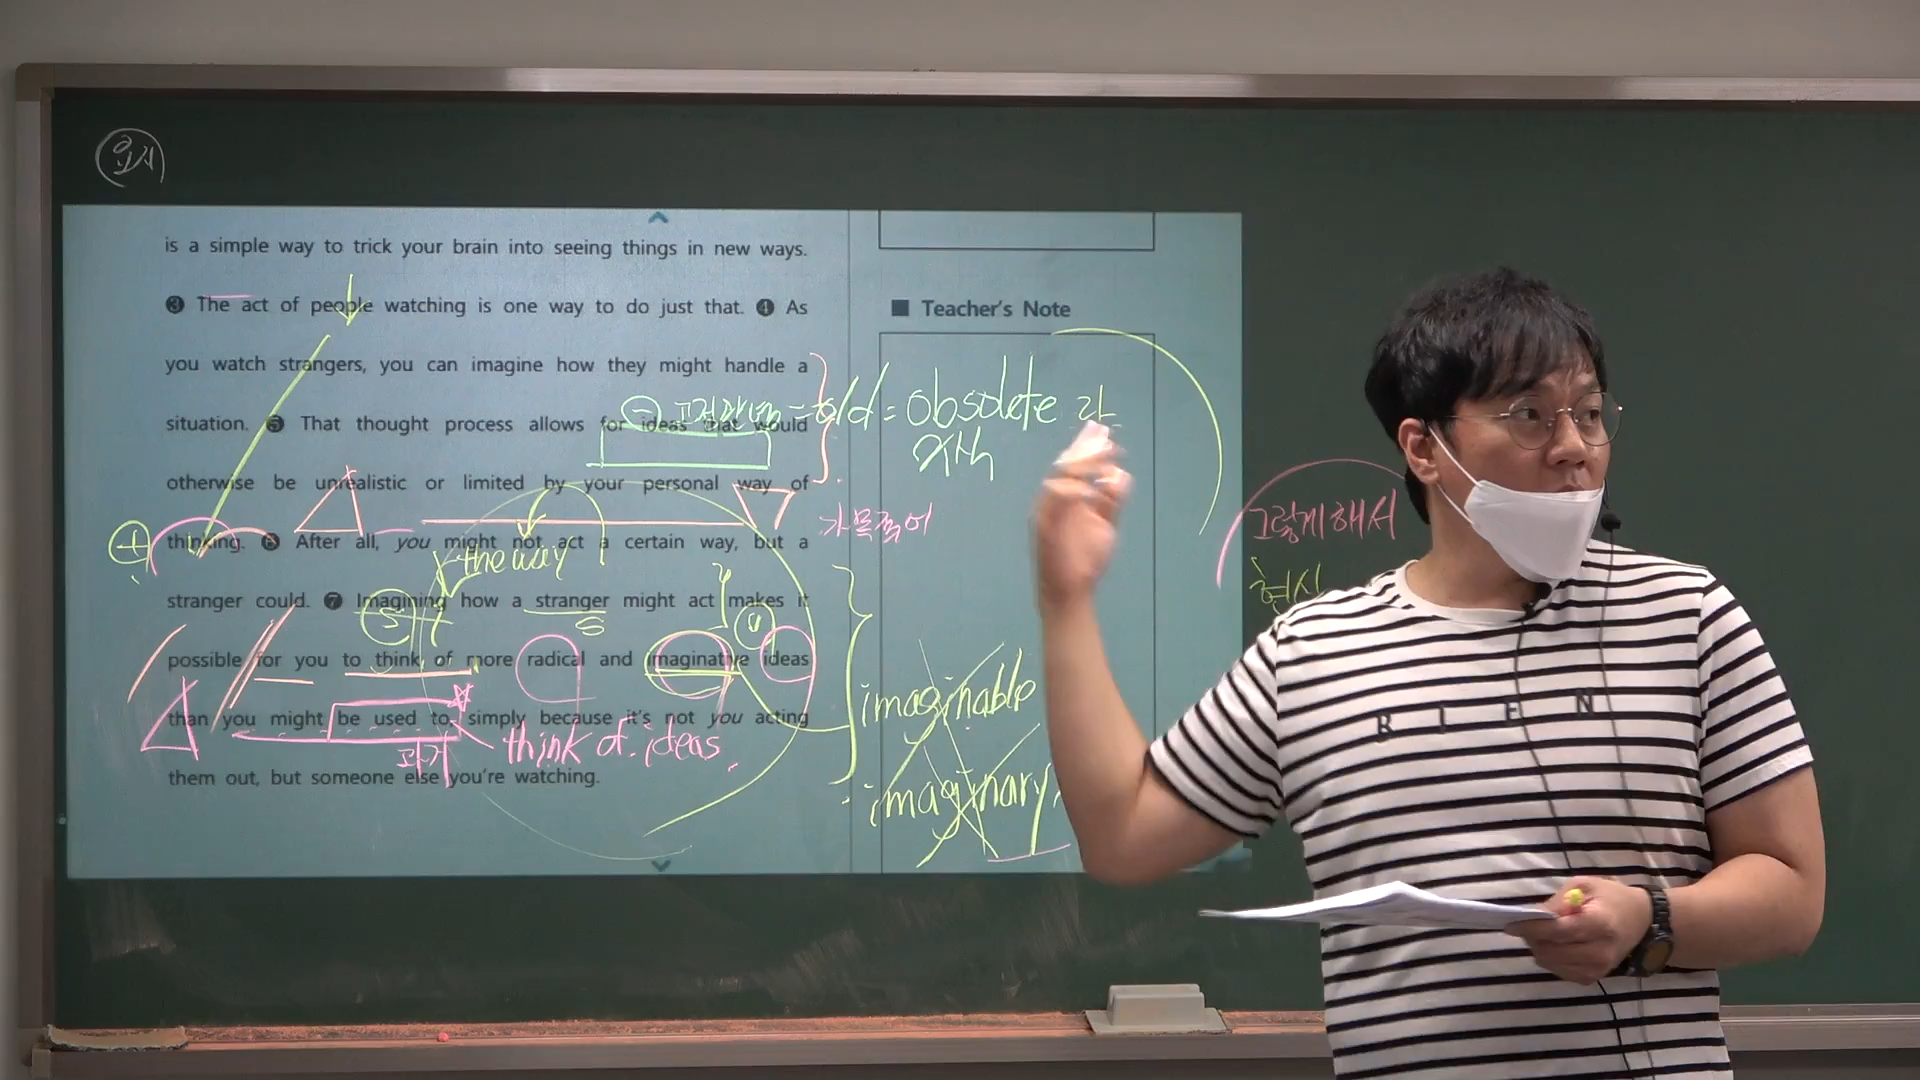 요지
is a simple way to trick your brain into seeing things in new ways.
❸ The act of people watching is one way to do just that. ❹ As
you watch strangers, you can imagine how they might handle a
situation. ❺ That thought process allows for ideas that would
otherwise be unrealistic or limited by your personal way of
thinking. ❻ After all, you might not act a certain way, but a
stranger could. ❼ Imagining how a stranger might act makes it
possible for you to think of more radical and imaginative ideas
than you might be used to simply because it's not you acting
them out, but someone else you're watching.
■ Teacher's Note
= old = obsolete
the way
가목적어
S
think of ideas
과거
imaginable
imaginary
그렇게해서
RIEN